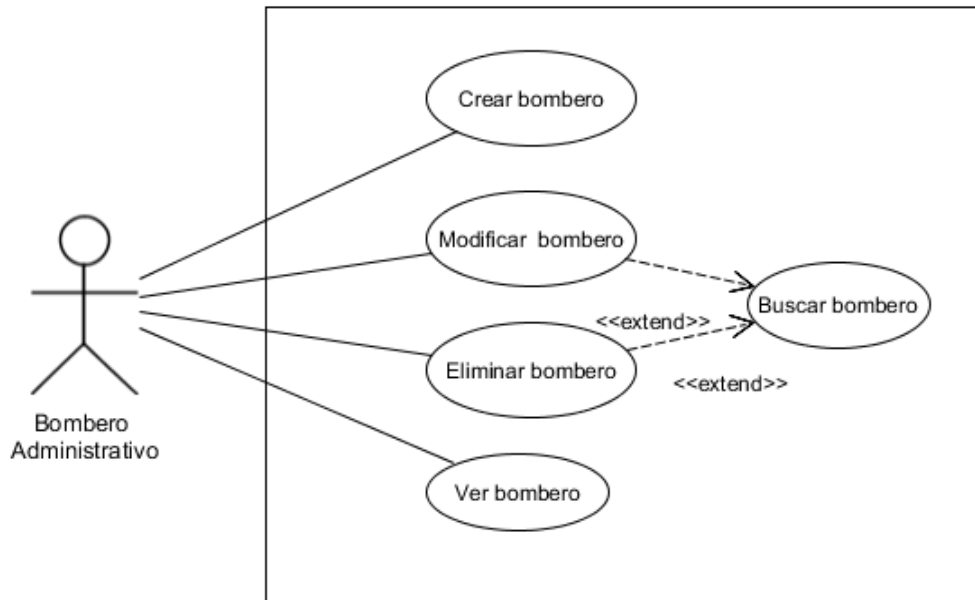 Crear bombero
Modificar bombero
Buscar bombero
<<extend>>
Eliminar bombero
<<extend>>
Bombero
Administrativo
Ver bombero